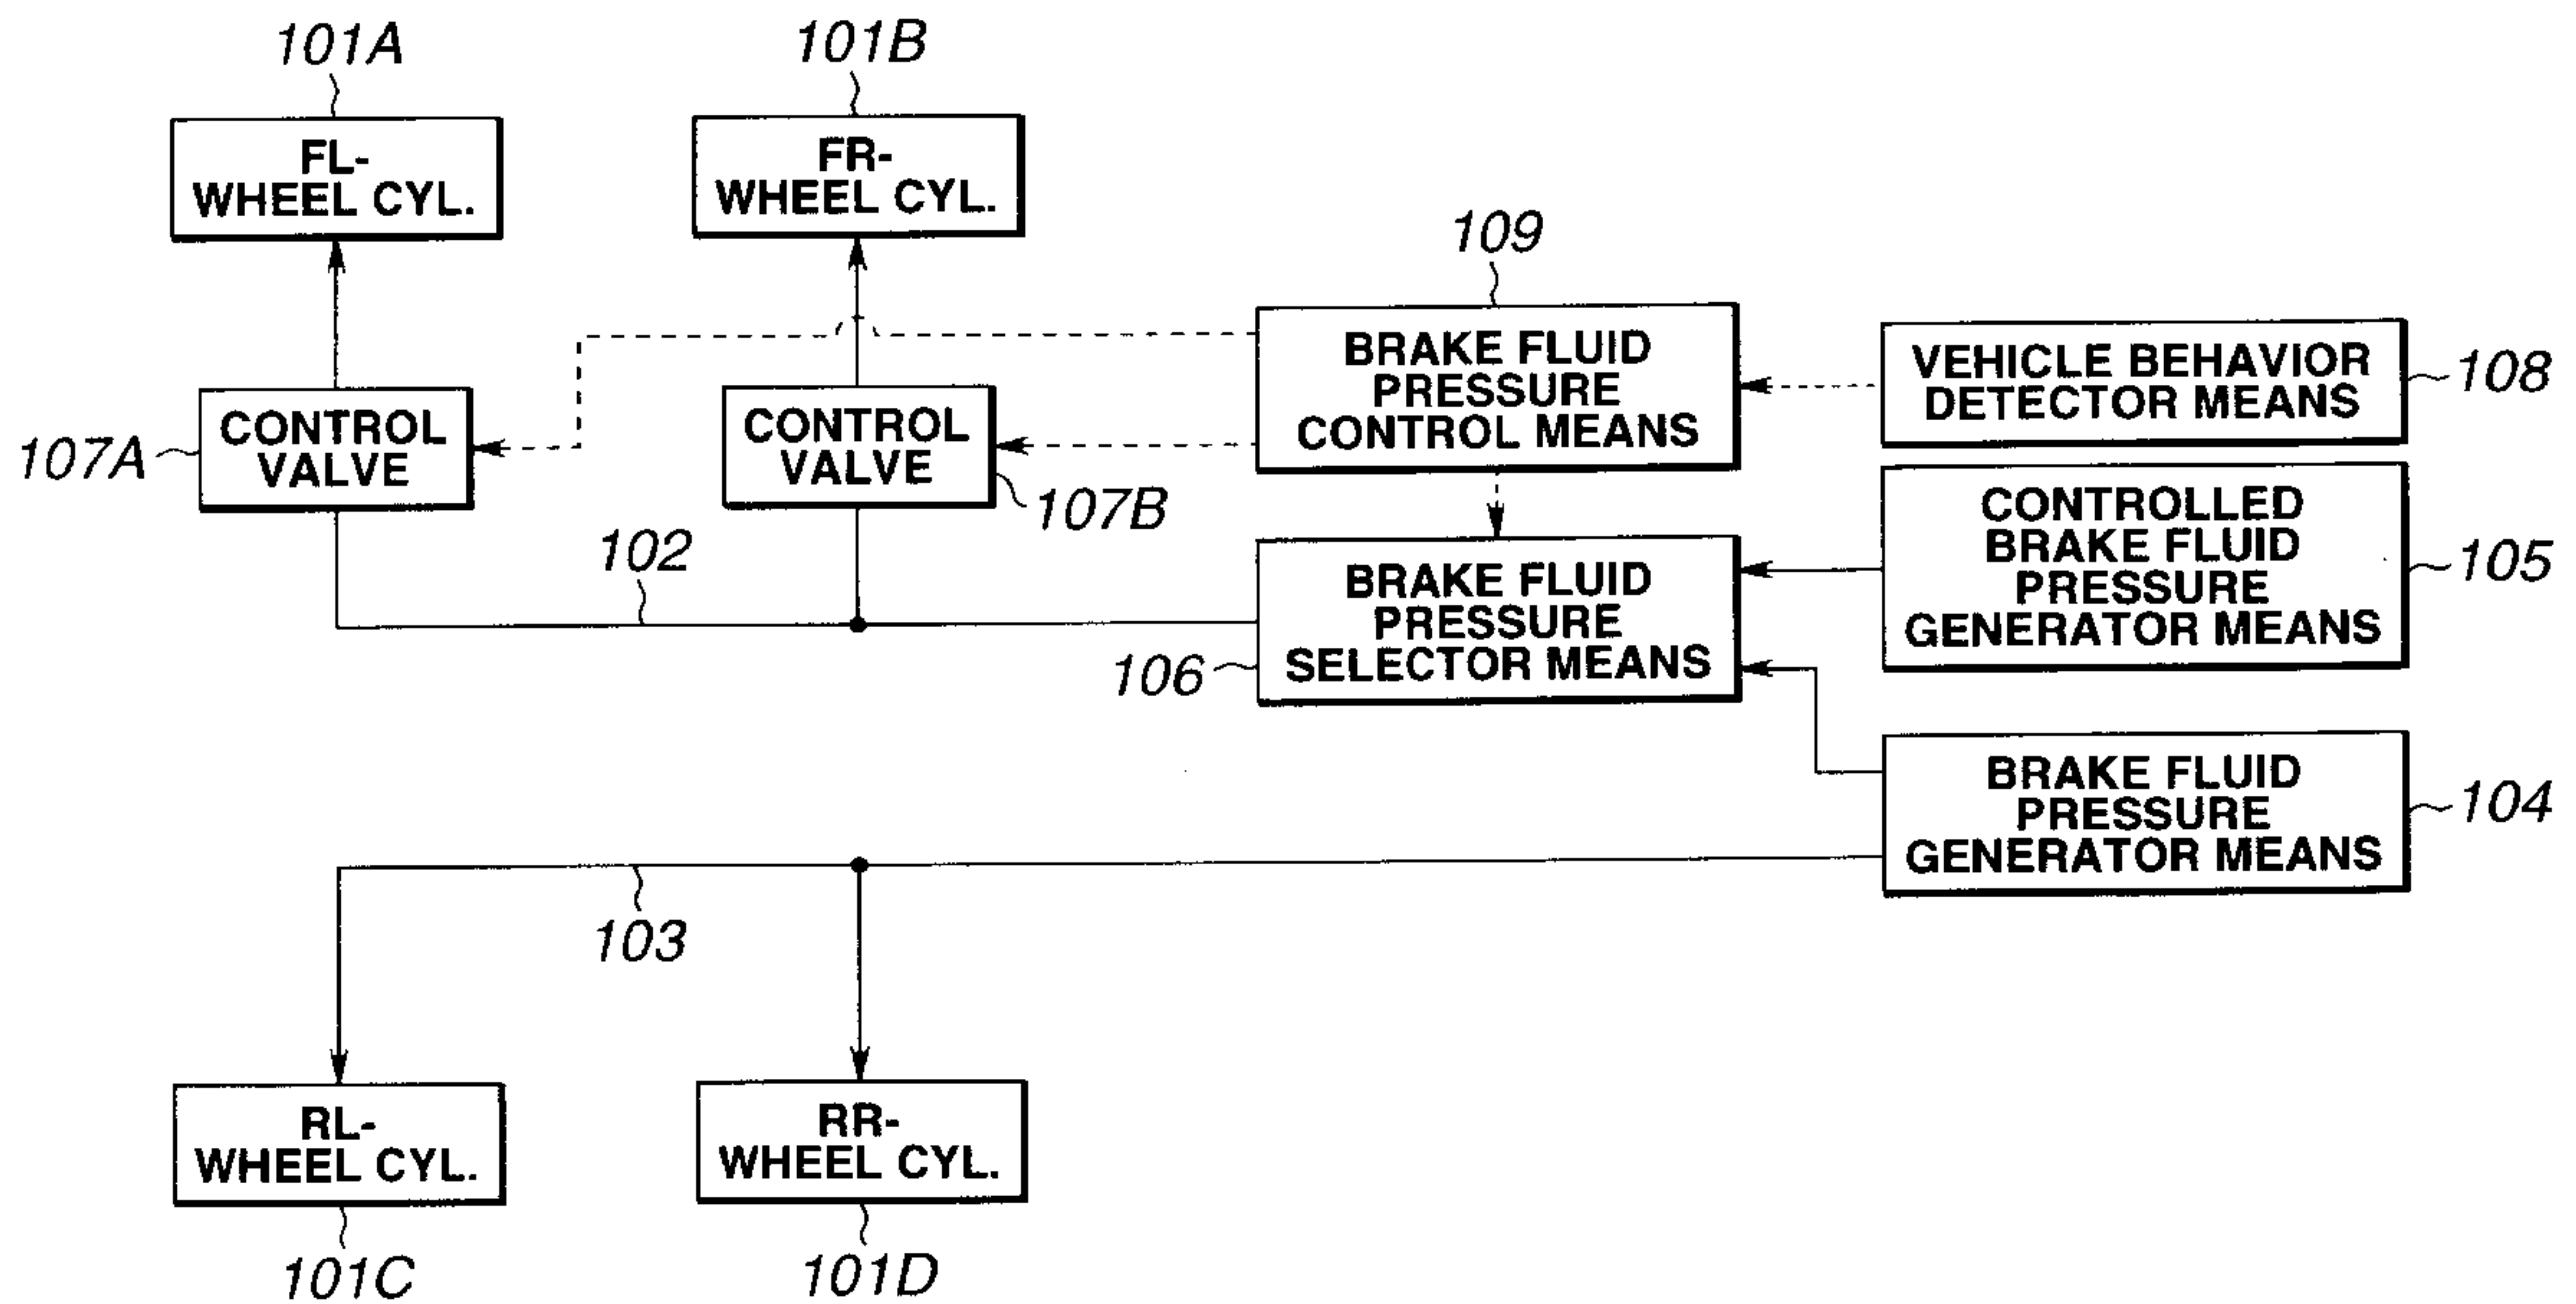 101A
101B
FL-
WHEEL CYL.
FR-
WHEEL CYL.
109
BRAKE FLUID
PRESSURE
CONTROL MEANS
VEHICLE BEHAVIOR
DETECTOR MEANS
108
107A
CONTROL
VALVE
CONTROL
VALVE
107B
102
BRAKE FLUID
PRESSURE
SELECTOR MEANS
106
CONTROLLED
BRAKE FLUID
PRESSURE
GENERATOR MEANS
105
BRAKE FLUID
PRESSURE
GENERATOR MEANS
104
103
RL-
WHEEL CYL.
RR-
WHEEL CYL.
101C
101D